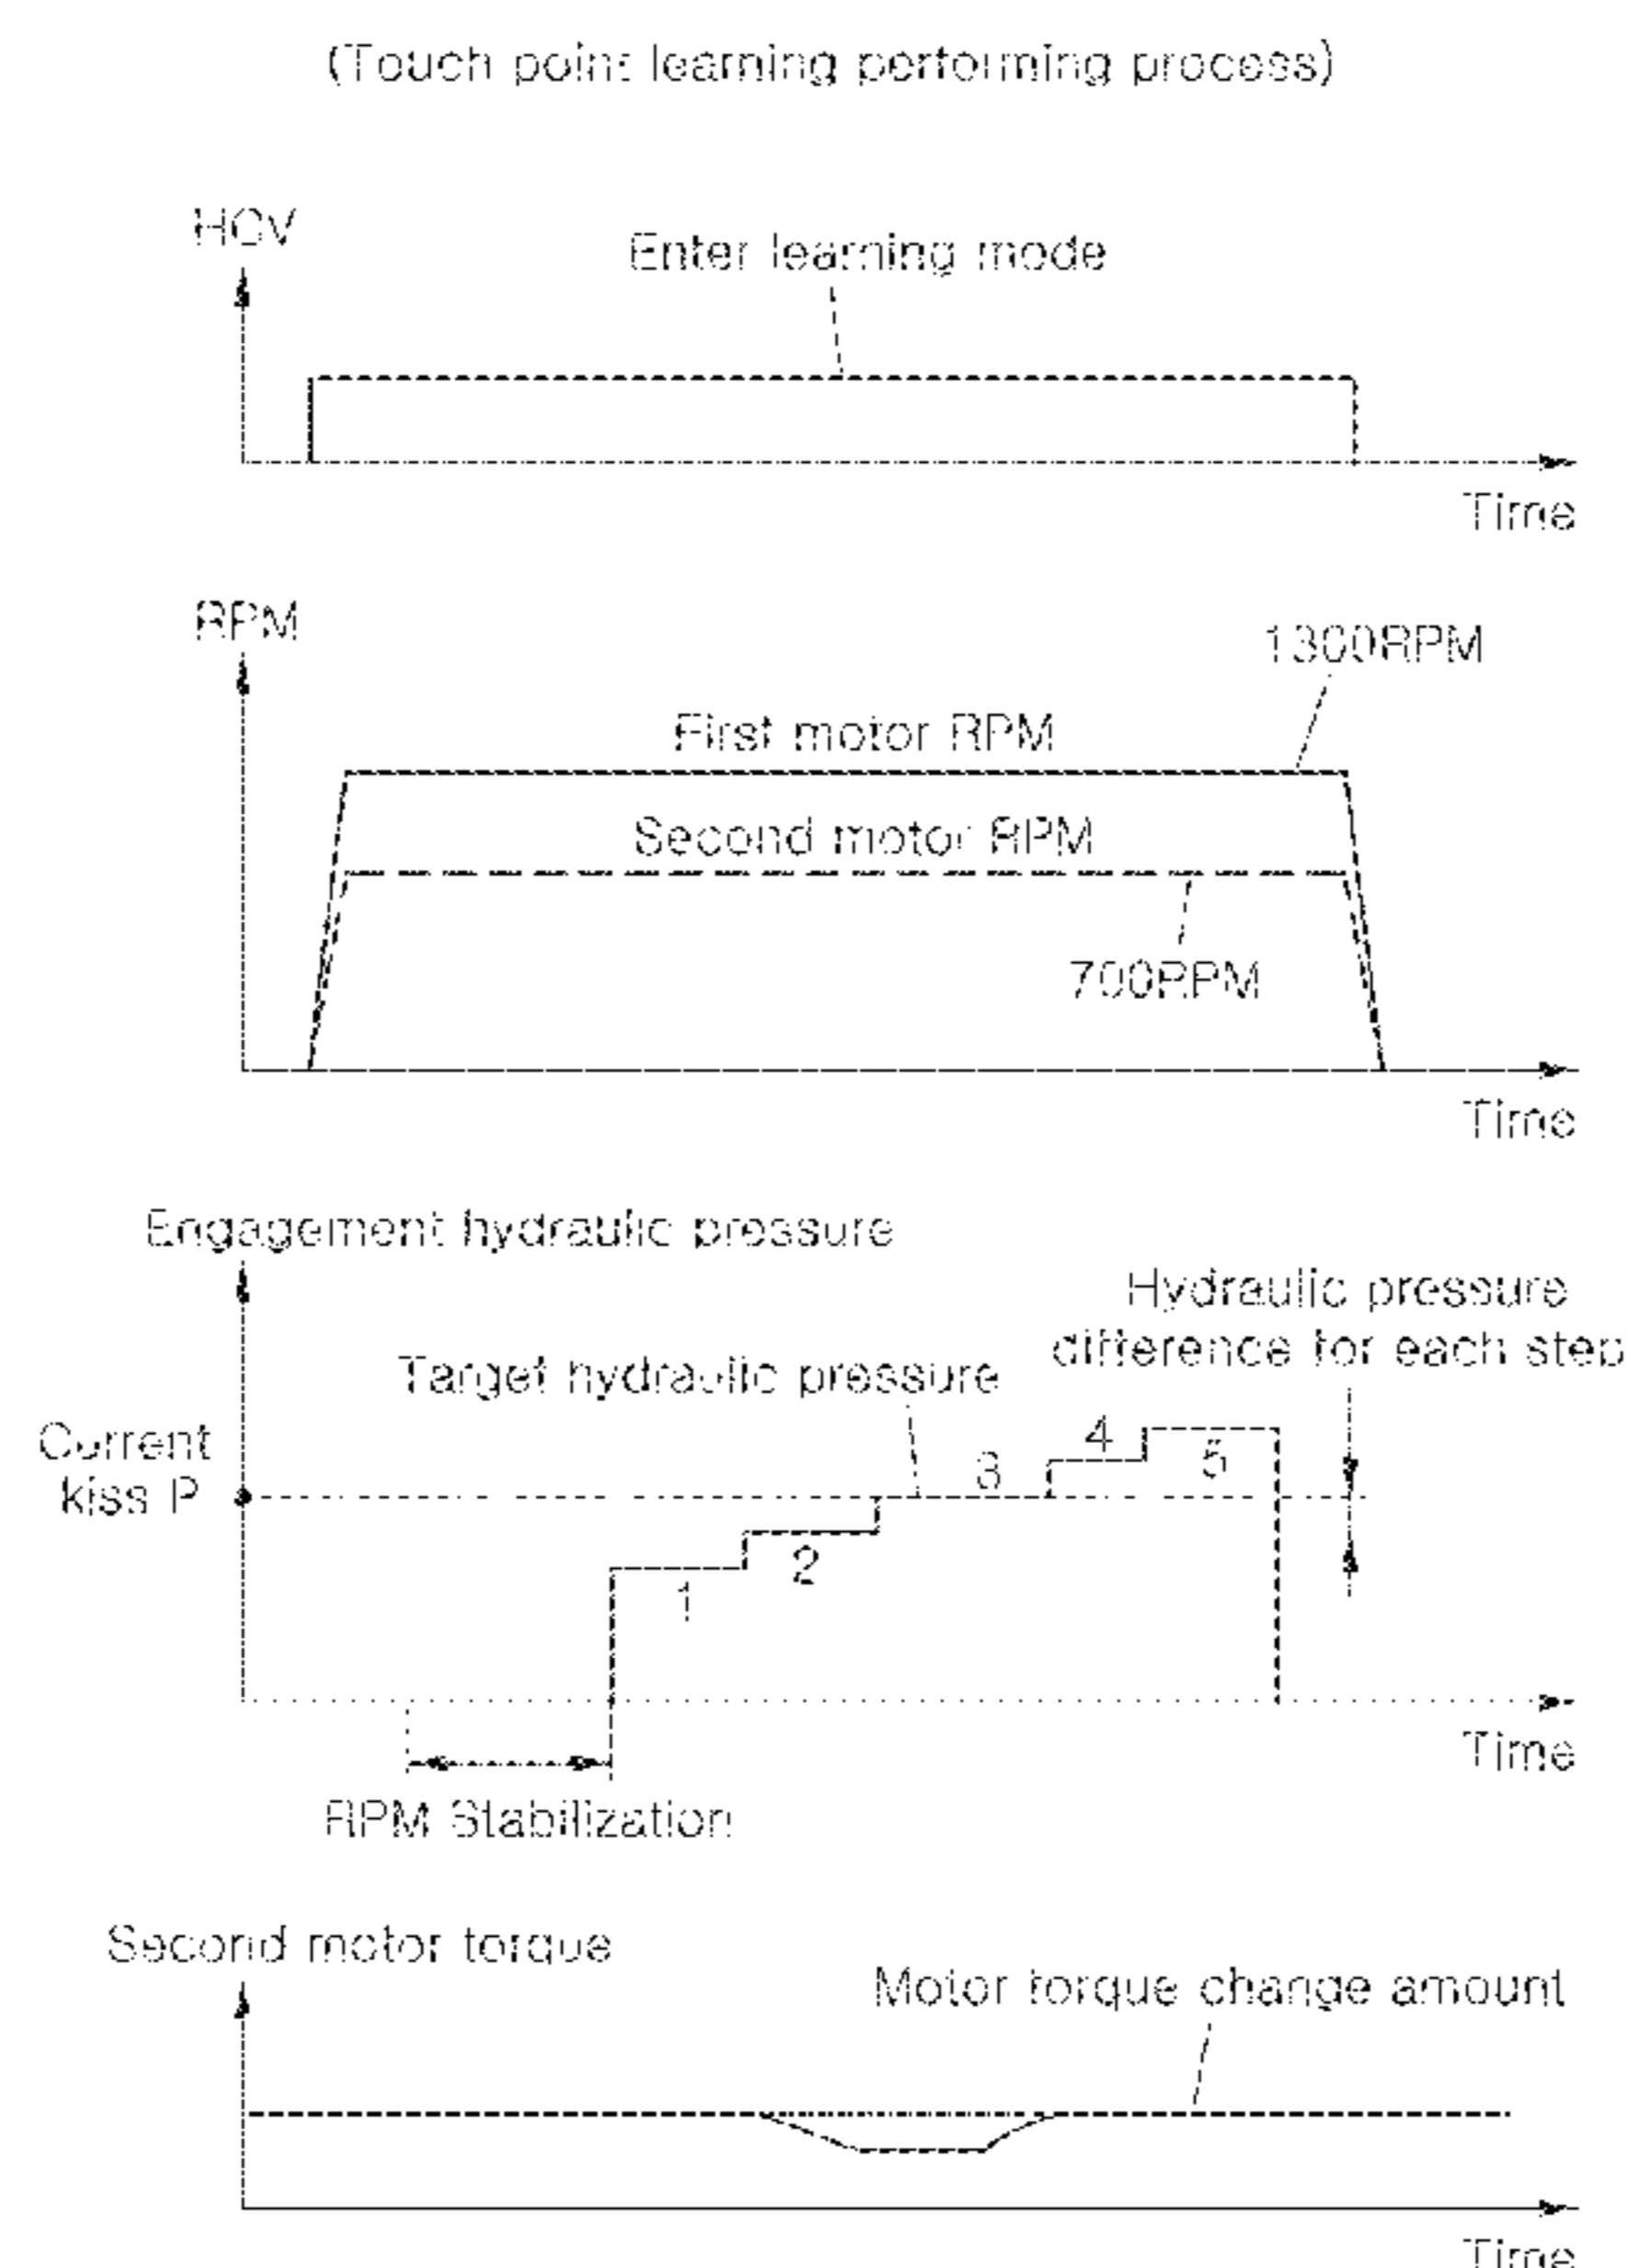 (Touch point learning performing process)
HCV
Enter learning mode
Time
RPM
1300RPM
First motor RPM
Second motor RPM
700RPM
Time
Engagement hydraulic pressure
Hydraulic pressure
difference for each step
Target hydraulic pressure
Current
kiss P
1
2
3
4
5
Time
RPM Stabilization
Second motor torque
Motor torque change amount
Time